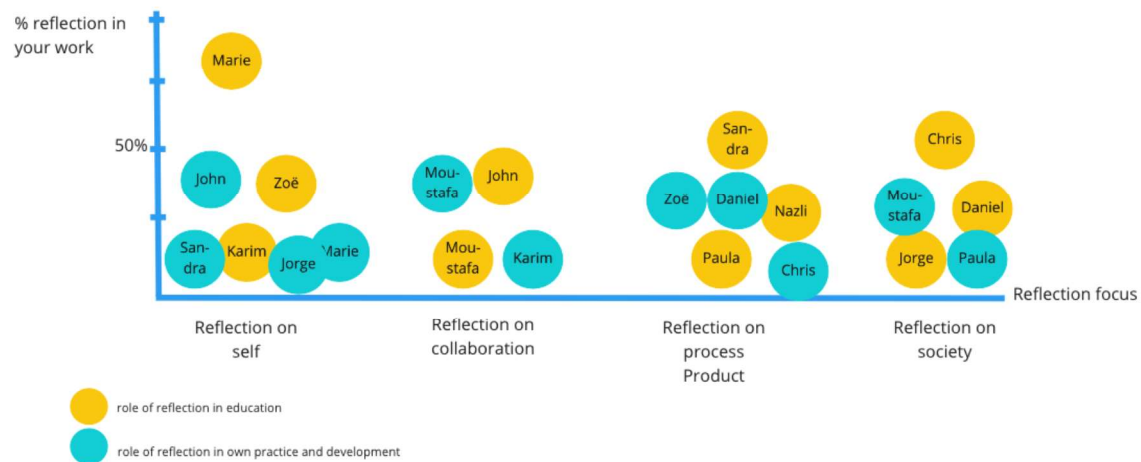 % reflection in
your work
Marie
50%
John
Zoë
San-
dra
Karim
Jorge
Marie
Mou-
stafa
John
Mou-
stafa
Karim
San-
dra
Zoë
Daniel
Nazli
Paula
Chris
Chris
Mou-
stafa
Daniel
Jorge
Paula
Reflection focus
Reflection on
self
Reflection on
collaboration
Reflection on
process
Product
Reflection on
society
role of reflection in education
role of reflection in own practice and development